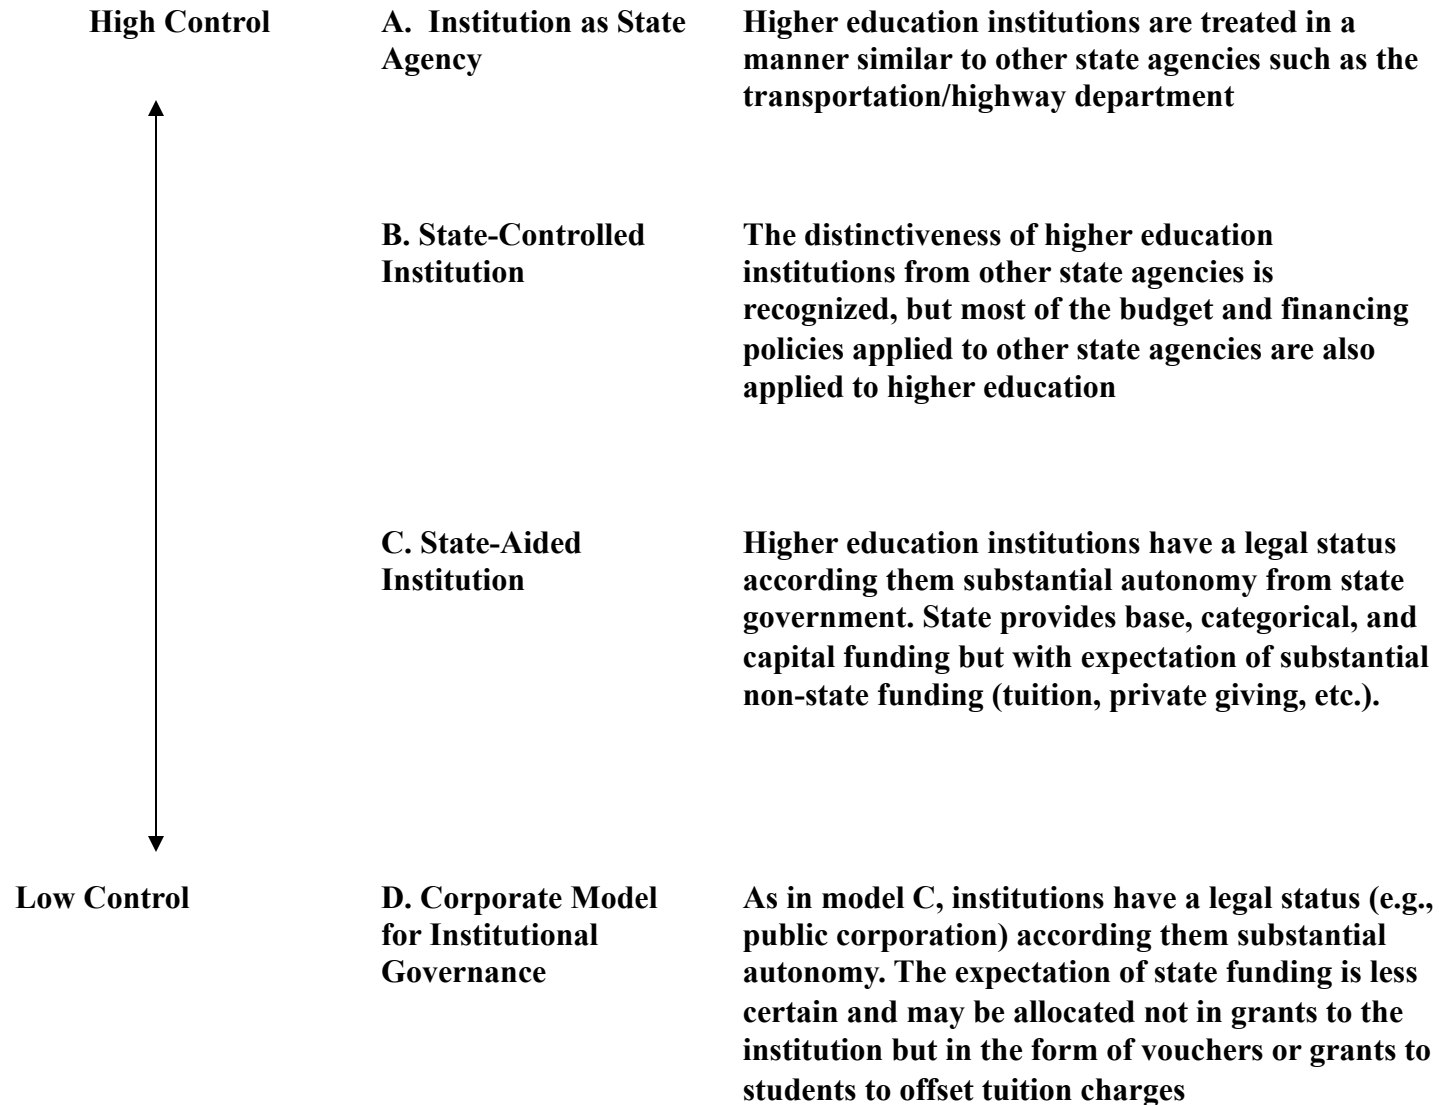 High Control
A. Institution as State
Agency
Higher education institutions are treated in a
manner similar to other state agencies such as the
transportation/highway department
B. State-Controlled
Institution
The distinctiveness of higher education
institutions from other state agencies is
recognized, but most of the budget and financing
policies applied to other state agencies are also
applied to higher education
C. State-Aided
Institution
Higher education institutions have a legal status
according them substantial autonomy from state
government. State provides base, categorical, and
capital funding but with expectation of substantial
non-state funding (tuition, private giving, etc.).
Low Control
D. Corporate Model
for Institutional
Governance
As in model C, institutions have a legal status (e.g.,
public corporation) according them substantial
autonomy. The expectation of state funding is less
certain and may be allocated not in grants to the
institution but in the form of vouchers or grants to
students to offset tuition charges